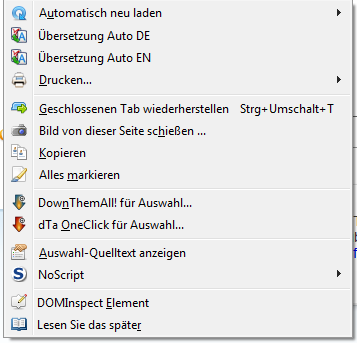 Automatisch neu laden
Übersetzung Auto DE
Übersetzung Auto EN
Drucken...
Geschlossenen Tab wiederherstellen Strg+Umschalt+T
Bild von dieser Seite schießen ...
Kopieren
Alles markieren
DownThemAll! für Auswahl...
dTa OneClick für Auswahl...
Auswahl-Quelltext anzeigen
NoScript
DOMInspect Element
Lesen Sie das später